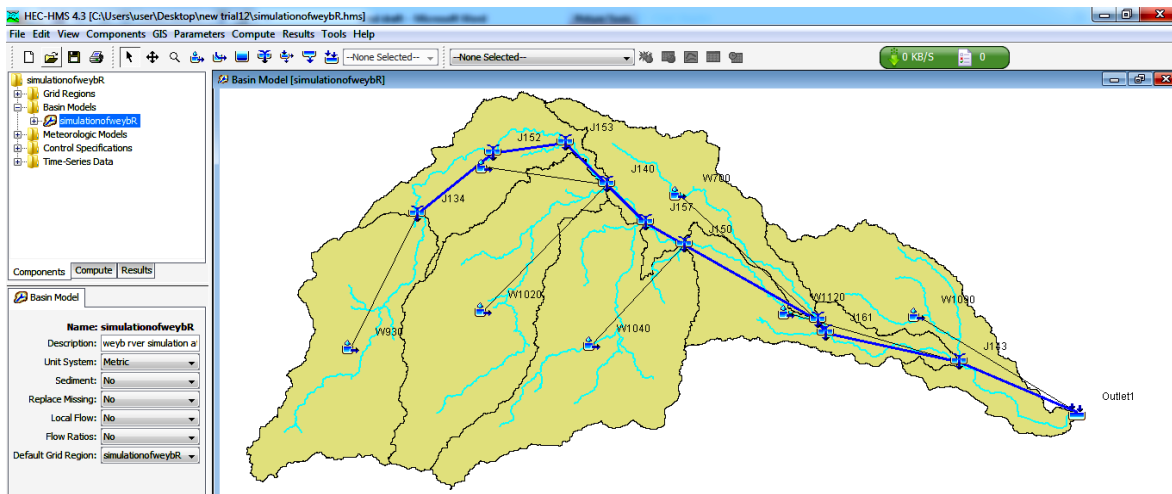 HEC-HMS 4.3 [C:\Users\user\Desktop\new trial12\simulationofweybR.hms]
File Edit View Components GIS Parameters Compute Results Tools Help
--None Selected-- --None Selected-- 0 KB/S 0
simulationofweybR
Grid Regions
Basin Models
simulationofweybR
Meteorologic Models
Control Specifications
Time-Series Data
Components Compute Results
Basin Model
Name: simulationofweybR
Description: weyb rver simulation
Unit System: Metric
Sediment: No
Replace Missing: No
Local Flow: No
Flow Ratios: No
Default Grid Region: simulationofweybR
Basin Model [simulationofweybR]
J153
J152
J140
W700
J134
J157
J150
W1020
W1120
W1090
J161
W930
W1040
J143
Outlet1